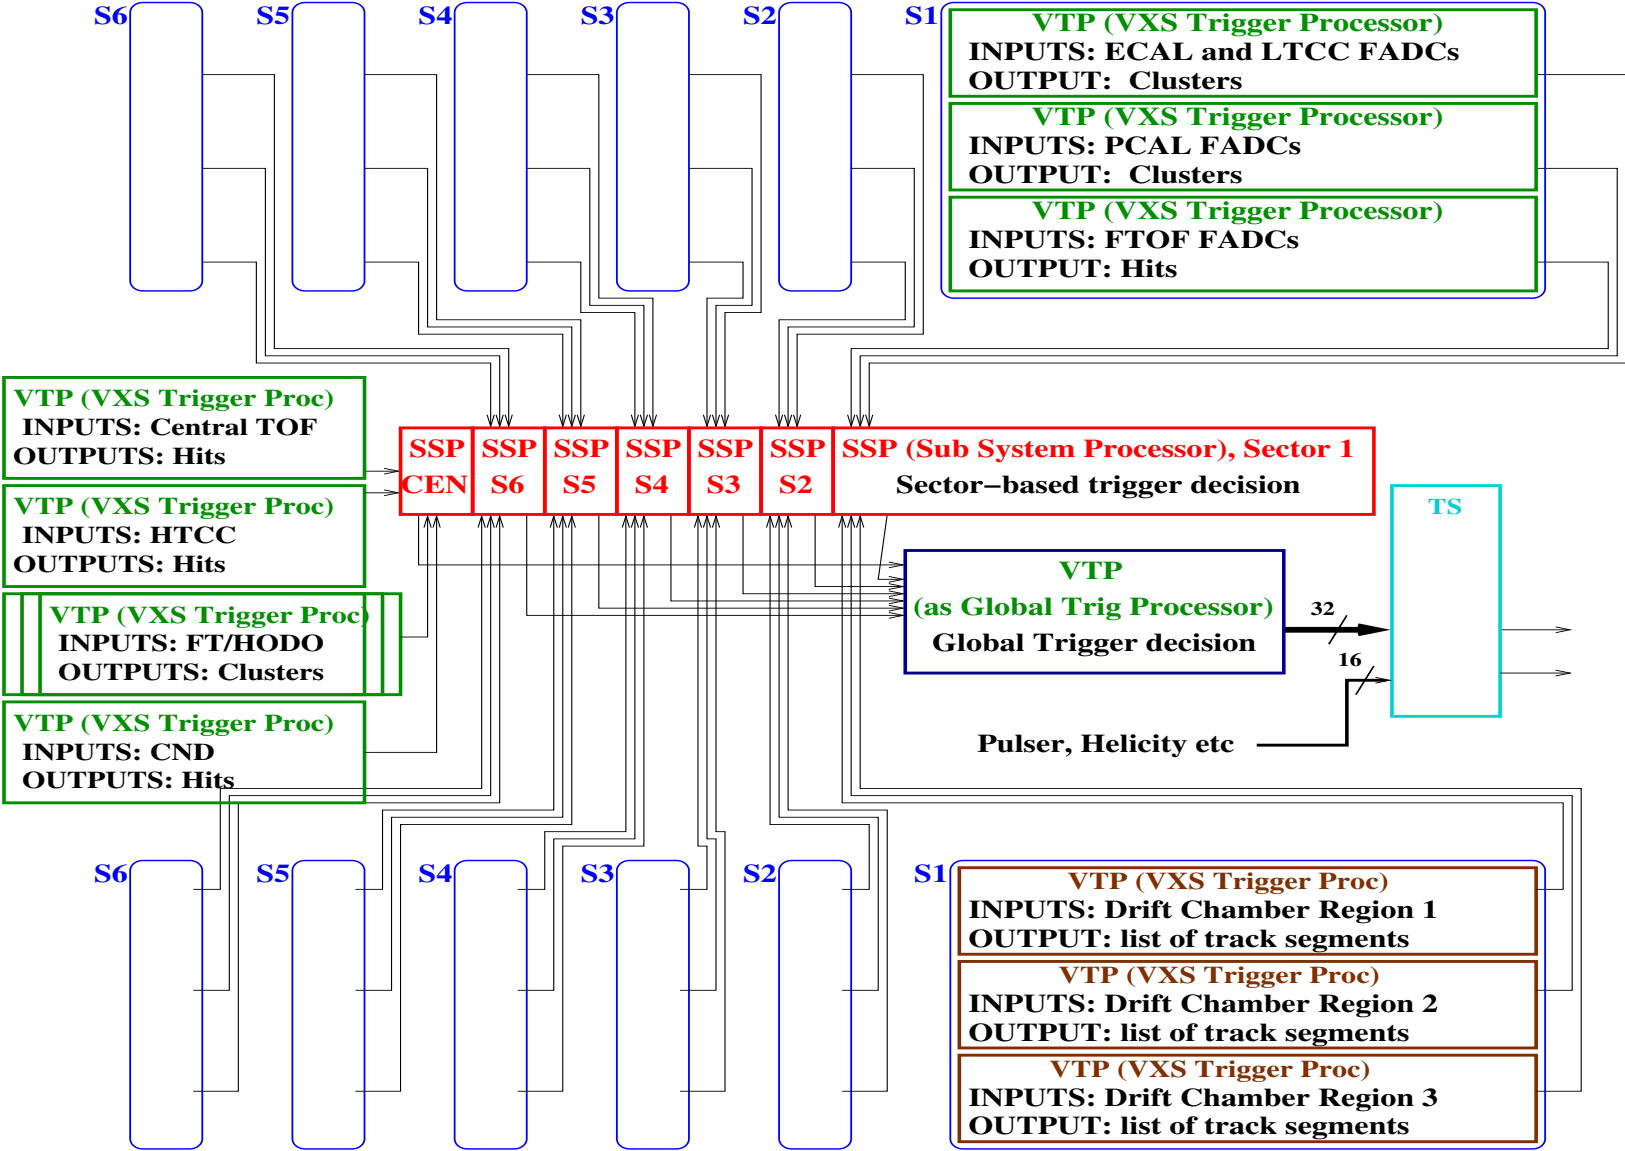 S6
S5
S4
S3
S2
S1
VTP (VXS Trigger Processor)
INPUTS: ECAL and LTCC FADCs
OUTPUT: Clusters
VTP (VXS Trigger Processor)
INPUTS: PCAL FADCs
OUTPUT: Clusters
VTP (VXS Trigger Processor)
INPUTS: FTOF FADCs
OUTPUT: Hits
VTP (VXS Trigger Proc)
INPUTS: Central TOF
OUTPUTS: Hits
VTP (VXS Trigger Proc)
INPUTS: HTCC
OUTPUTS: Hits
VTP (VXS Trigger Proc)
INPUTS: FT/HODO
OUTPUTS: Clusters
VTP (VXS Trigger Proc)
INPUTS: CND
OUTPUTS: Hits
SSP
CEN
SSP
S6
SSP
S5
SSP
S4
SSP
S3
SSP
S2
SSP (Sub System Processor), Sector 1
Sector−based trigger decision
VTP
(as Global Trig Processor)
Global Trigger decision
32
16
TS
Pulser, Helicity etc
S6
S5
S4
S3
S2
S1
VTP (VXS Trigger Proc)
INPUTS: Drift Chamber Region 1
OUTPUT: list of track segments
VTP (VXS Trigger Proc)
INPUTS: Drift Chamber Region 2
OUTPUT: list of track segments
VTP (VXS Trigger Proc)
INPUTS: Drift Chamber Region 3
OUTPUT: list of track segments